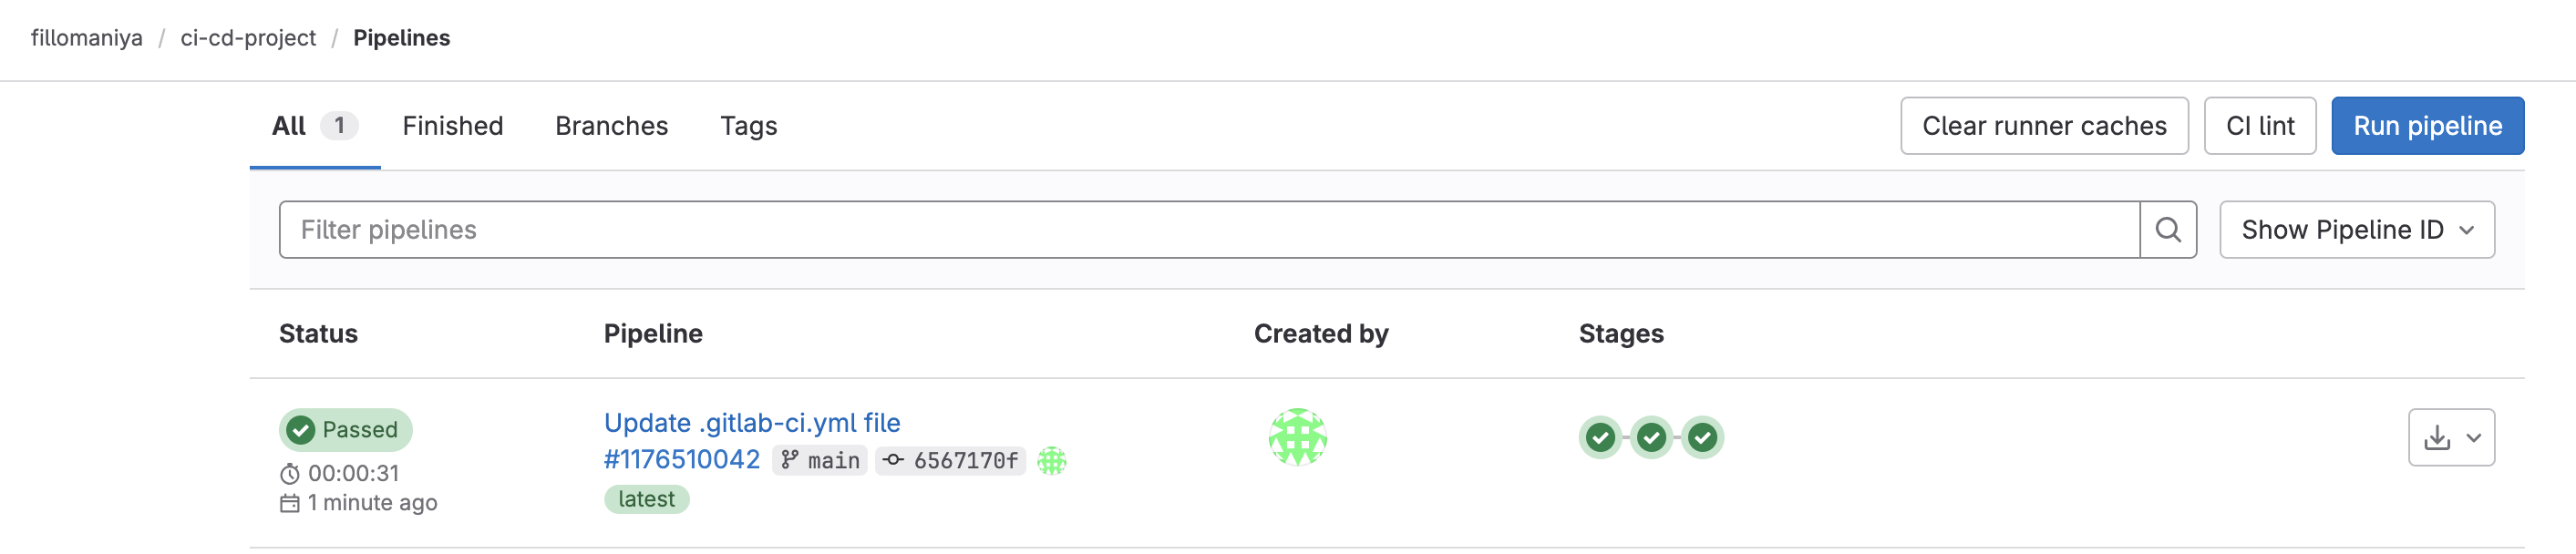 fillomaniya / ci-cd-project / Pipelines
All 1 Finished Branches Tags Clear runner caches CI lint Run pipeline
Filter pipelines Show Pipeline ID
Status Pipeline Created by Stages
Passed Update .gitlab-ci.yml file
#1176510042 main 6567170f
00:00:31
latest
1 minute ago